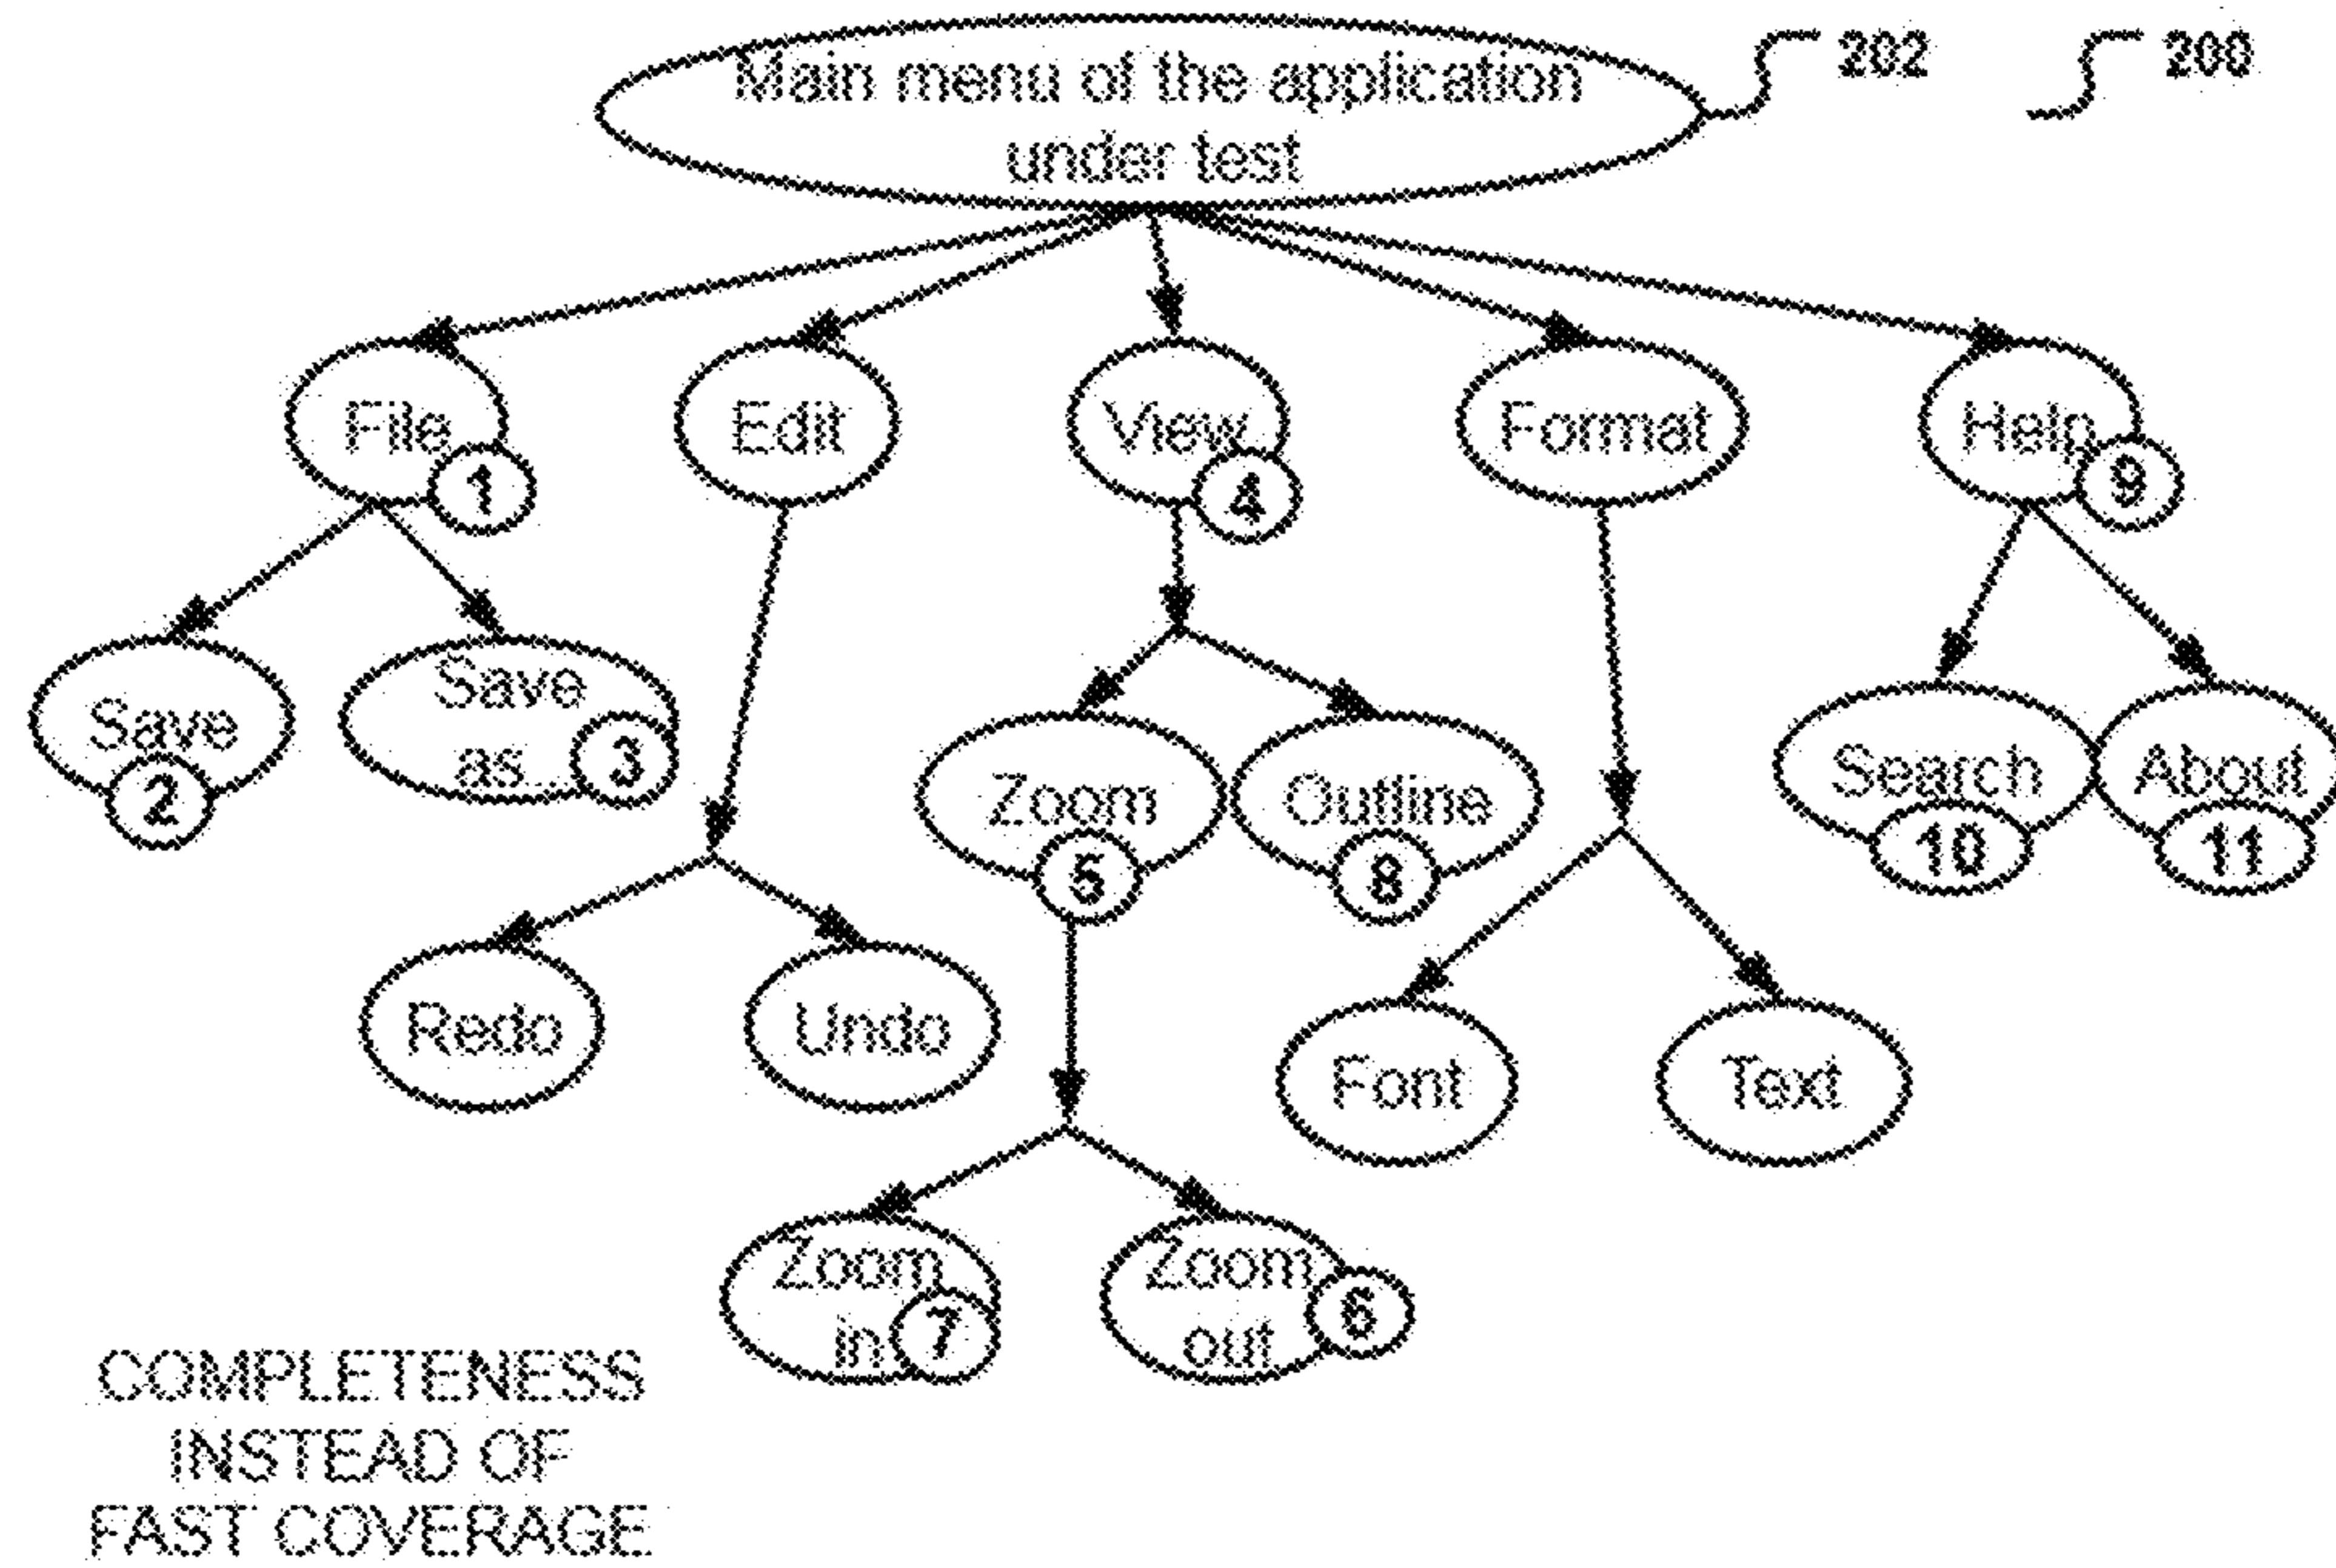 Main menu of the application
under test
202
200
File
1
Edit
View
4
Format
Help
9
Save
2
Save
as...
3
Zoom
5
Outline
8
Search
10
About
11
Redo
Undo
Font
Text
Zoom
in
7
Zoom
out
6
COMPLETENESS
INSTEAD OF
FAST COVERAGE